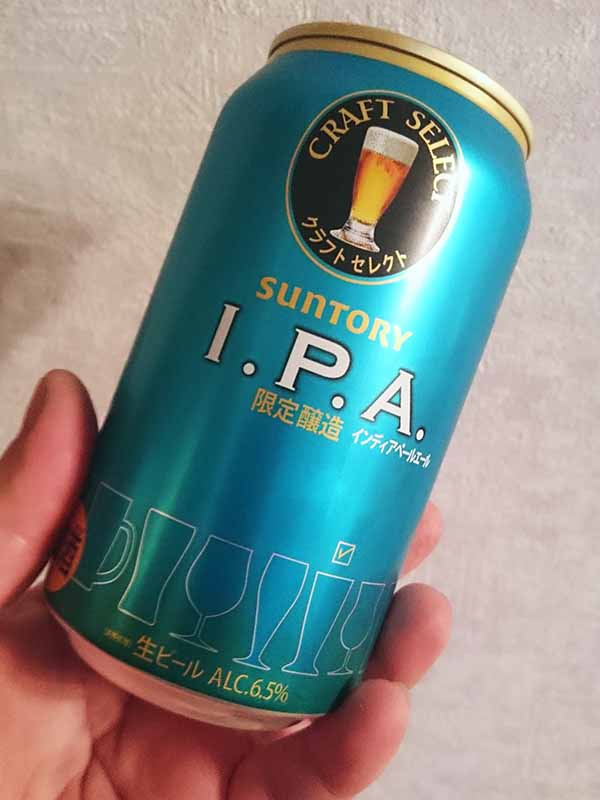 CRAFT SELECT
クラフトセレクト
SUNTORY
I.P.A.
限定醸造 インディアペールエール
生ビール ALC.6.5%